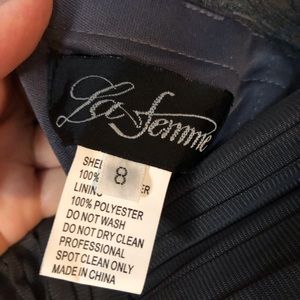 La Femme
8
100%
100% POLYESTER
DO NOT WASH
DO NOT DRY CLEAN
PROFESSIONAL
SPOT CLEAN ONLY
MADE IN CHINA